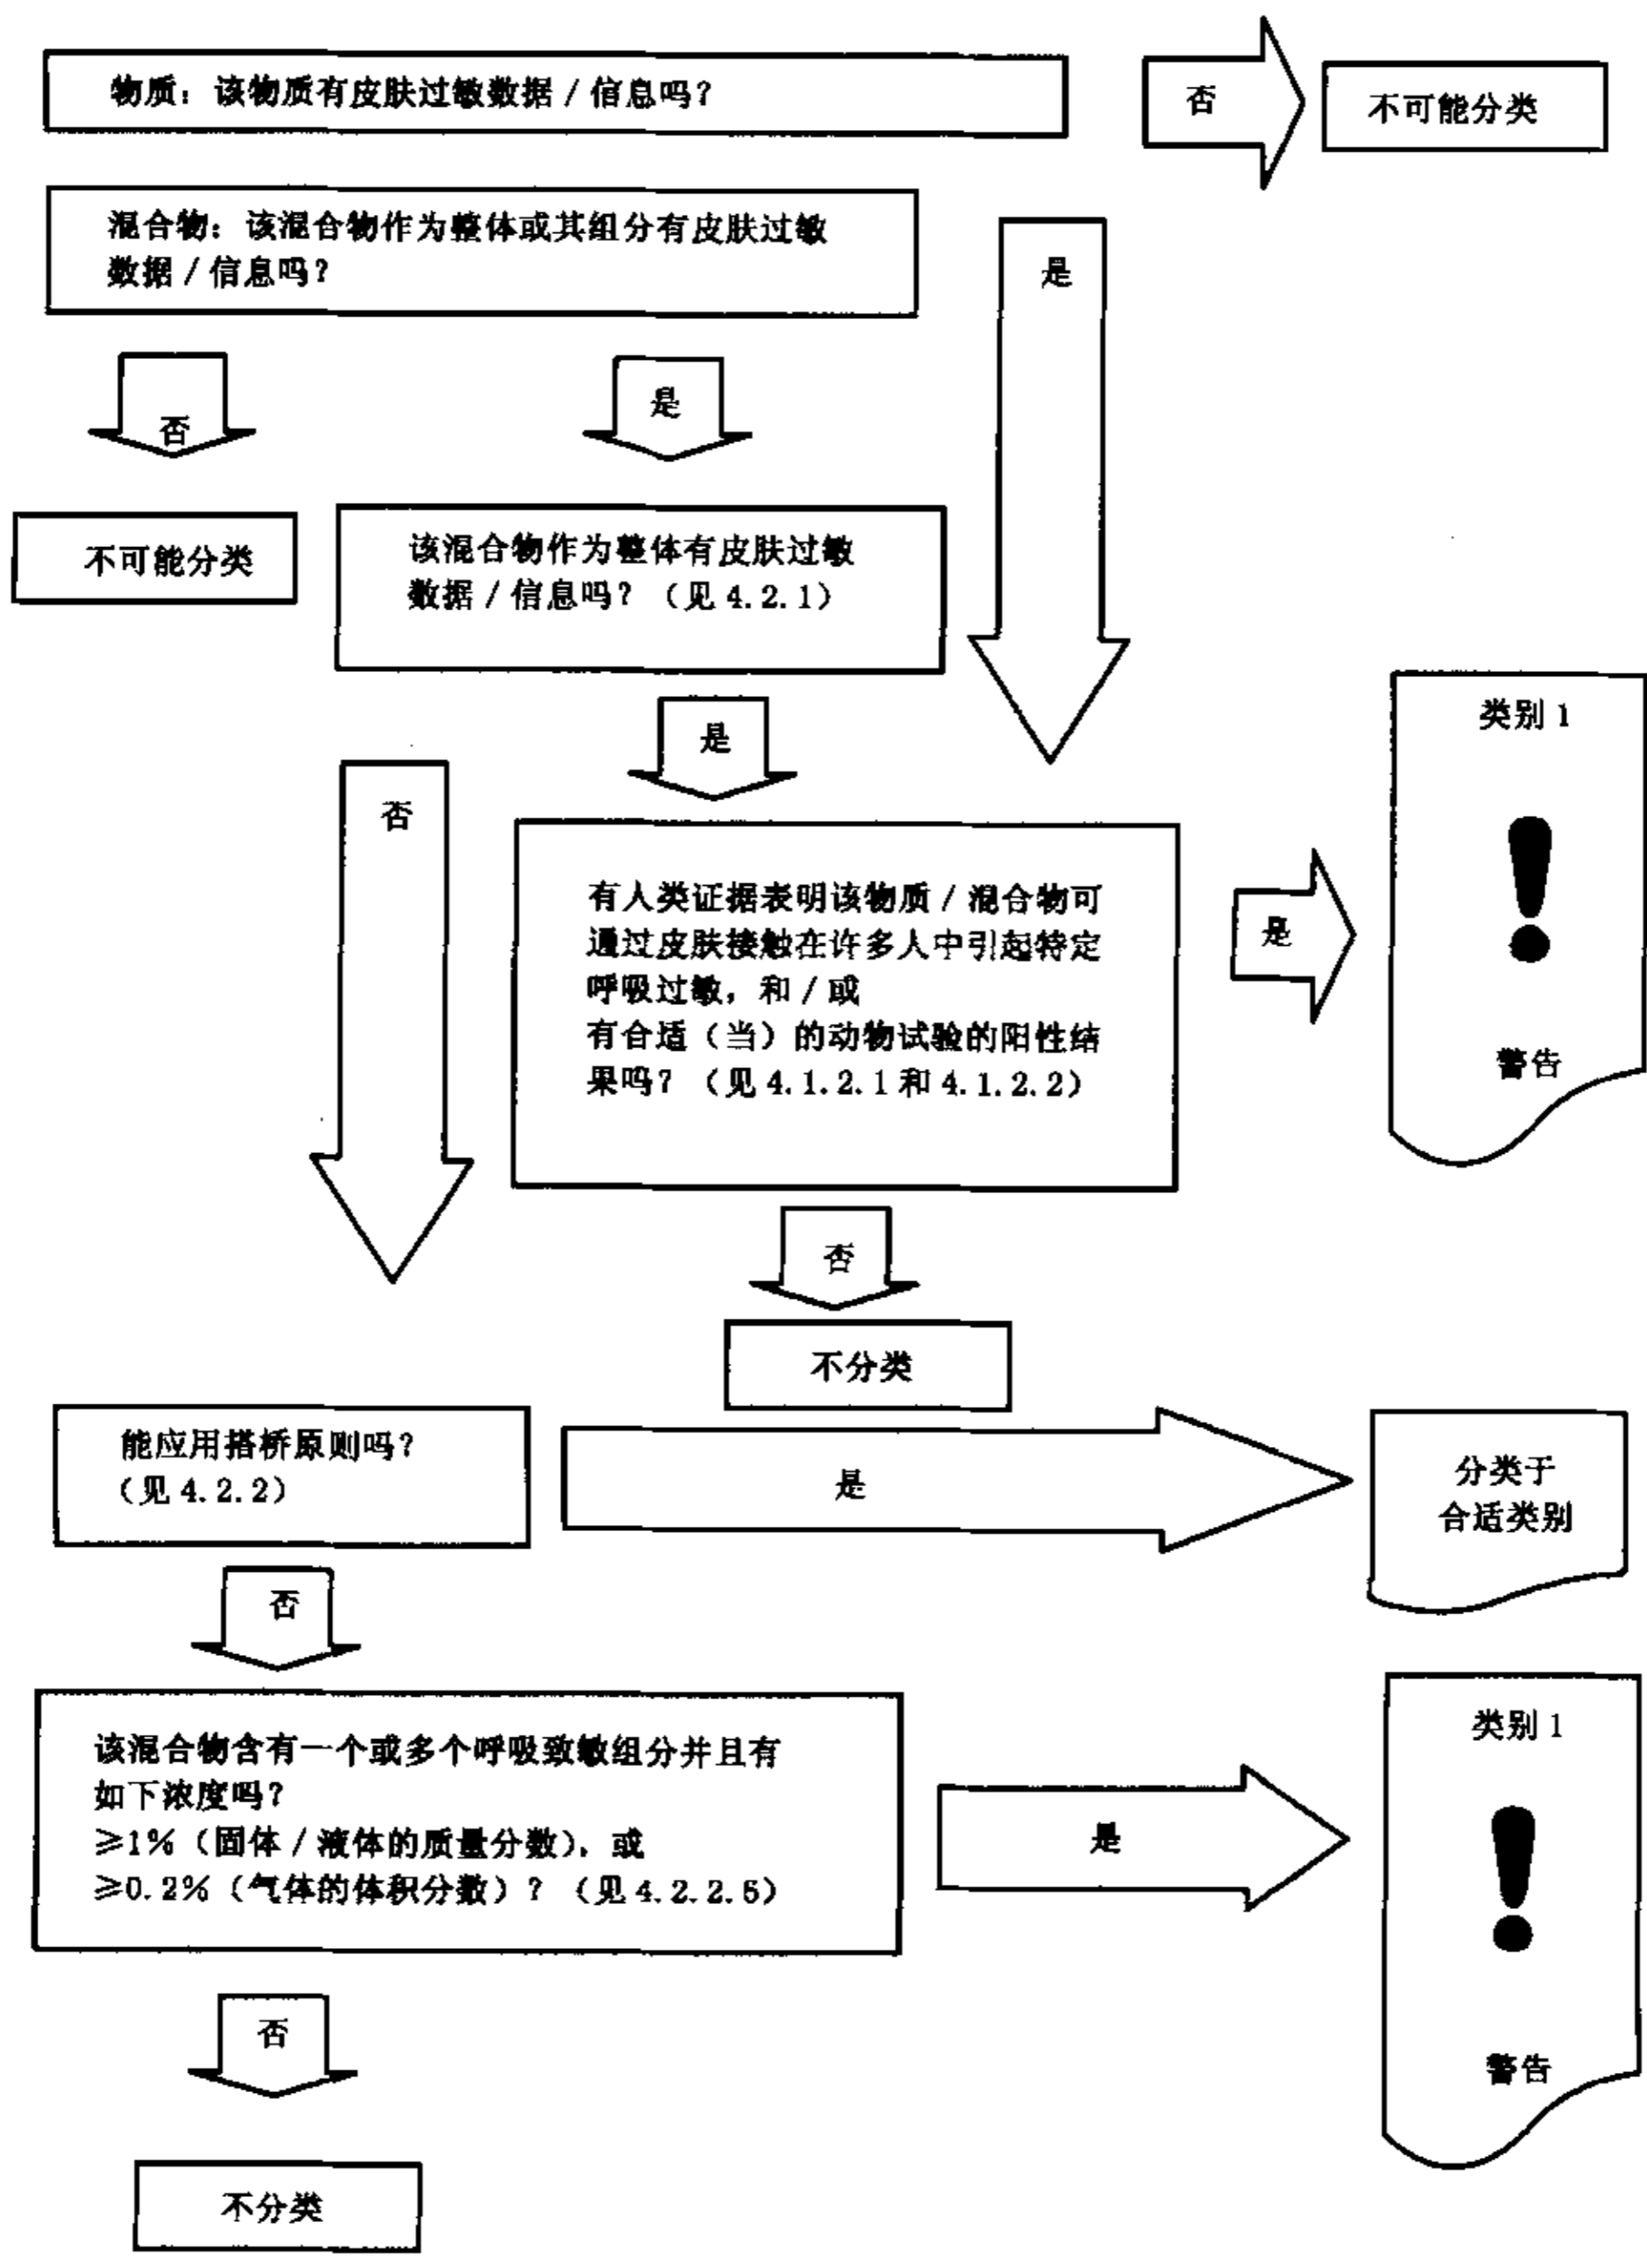 物质：该物质有皮肤过敏数据／信息吗？
否
不可能分类
混合物：该混合物作为整体或其组分有皮肤过敏
数据／信息吗？
是
否
是
不可能分类
该混合物作为整体有皮肤过敏
数据／信息吗？（见 4.2.1）
是
否
有人类证据表明该物质／混合物可
通过皮肤接触在许多人中引起特定
呼吸过敏，和／或
有合适（当）的动物试验的阳性结
果吗？（见 4.1.2.1 和 4.1.2.2）
是
类别 1
警告
否
不分类
能应用搭桥原则吗？
（见 4.2.2）
是
分类于
合适类别
否
该混合物含有一个或多个呼吸致敏组分并且有
如下浓度吗？
≥1%（固体／液体的质量分数），或
≥0.2%（气体的体积分数）？（见 4.2.2.5）
是
类别 1
警告
否
不分类